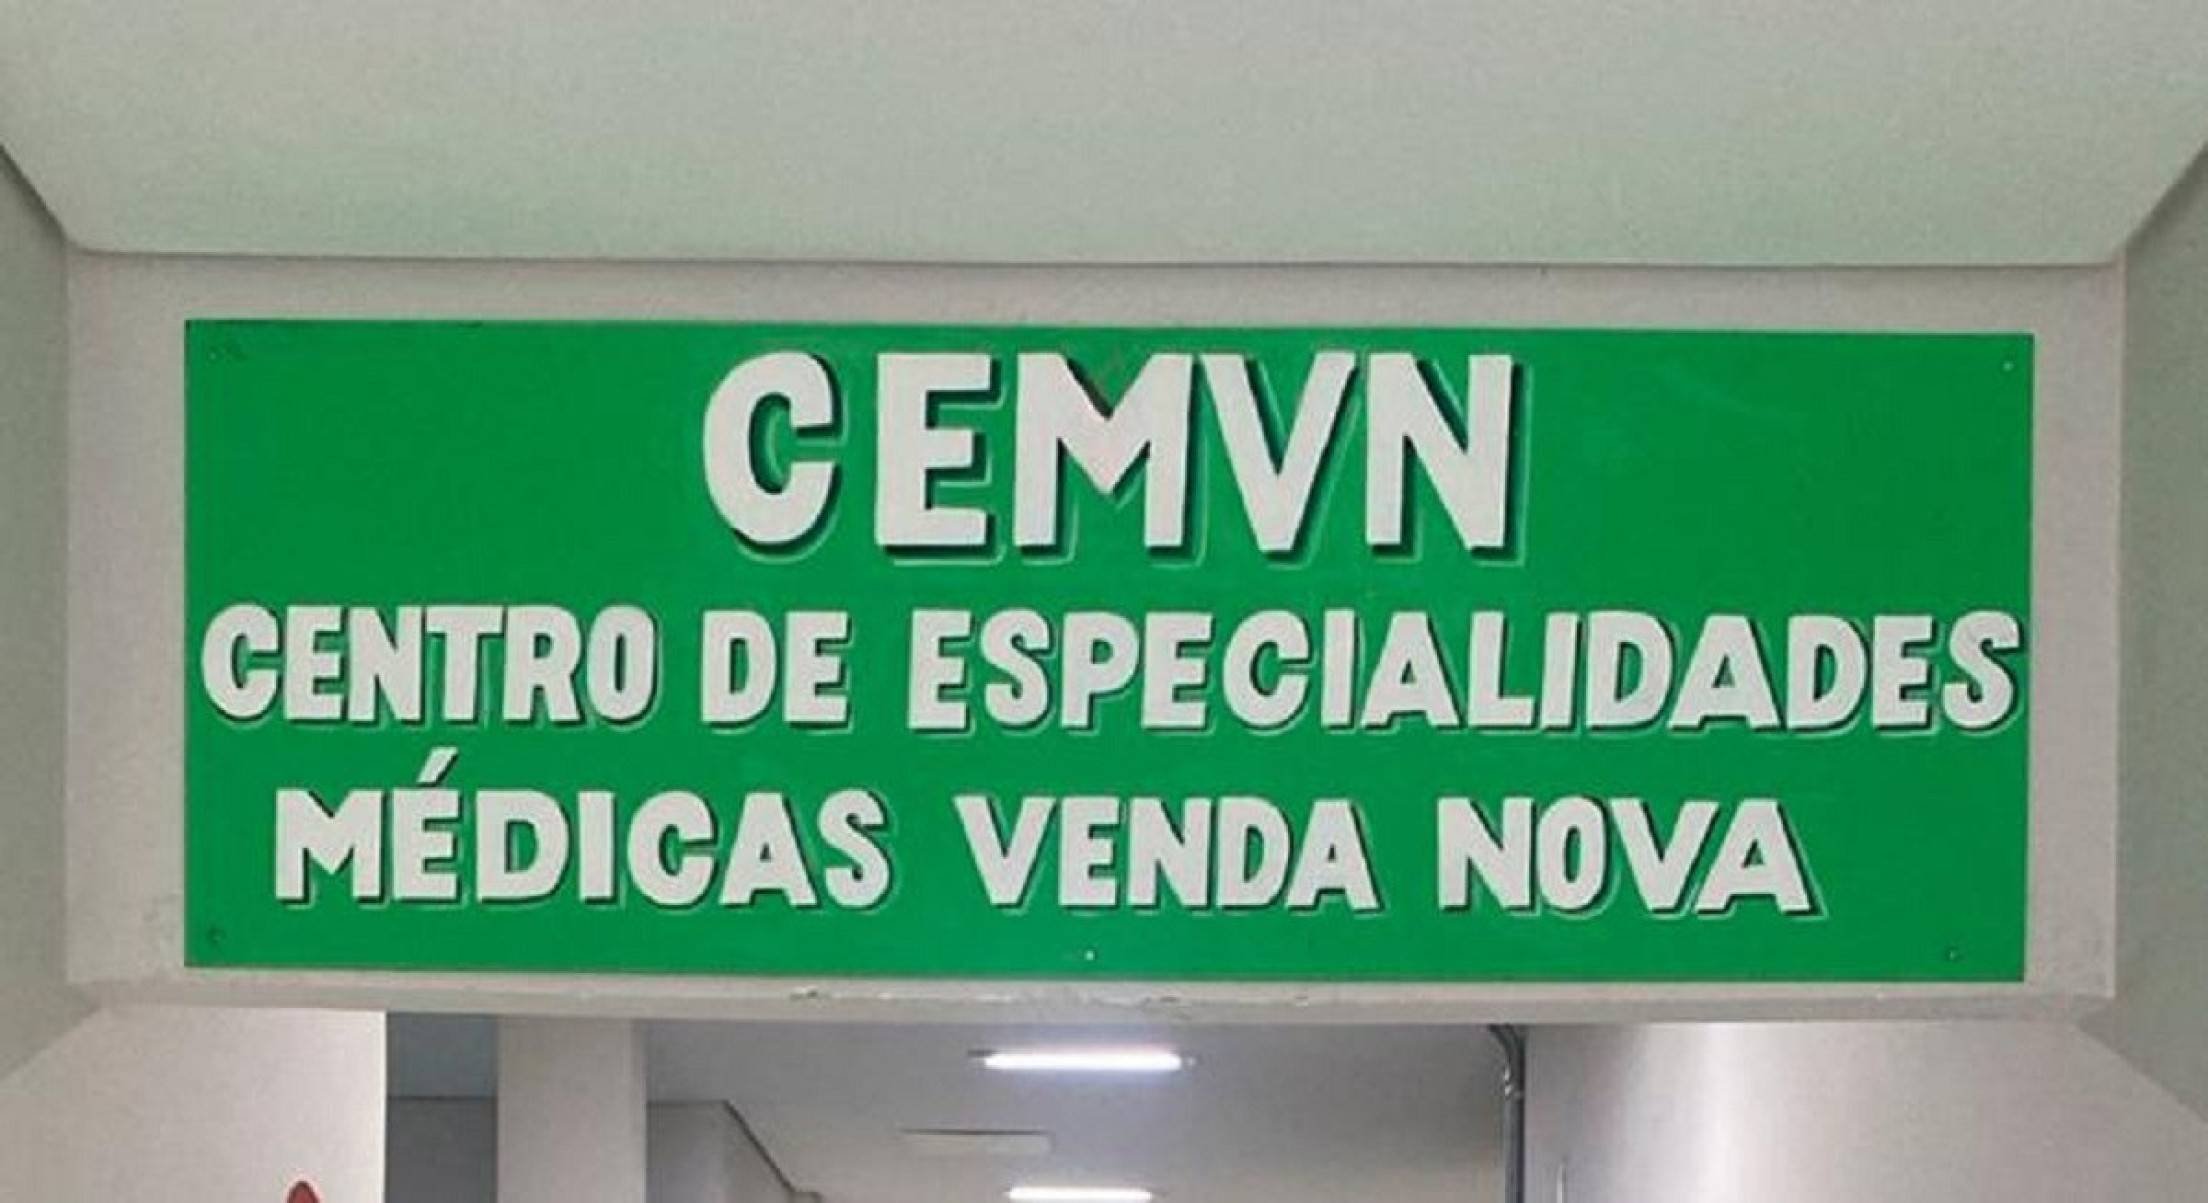 CEMVN
CENTRO DE ESPECIALIDADES
MÉDICAS VENDA NOVA